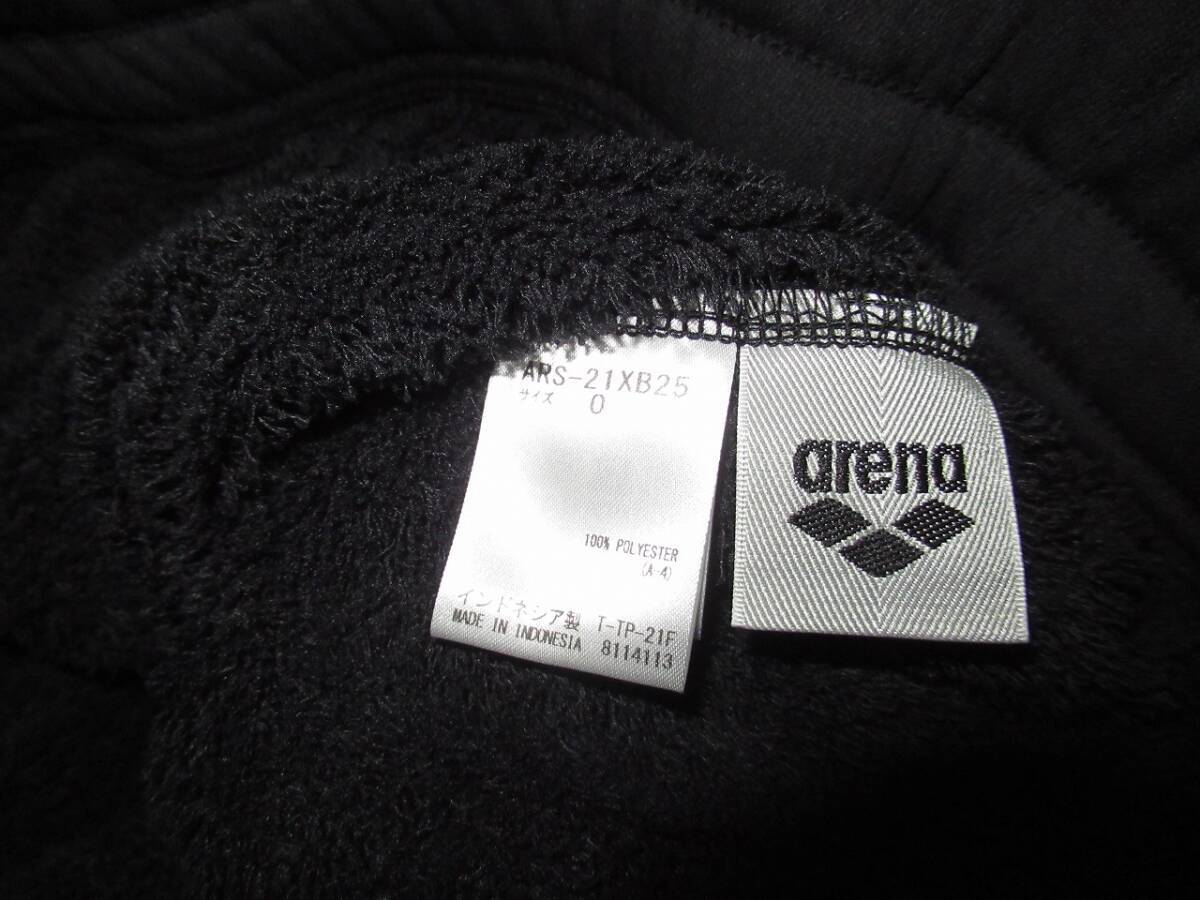 ARS-21XB25
サイズ 0
100% POLYESTER
(A-4)
インドネシア製 T-TP-21F
MADE IN INDONESIA 8114113
arena